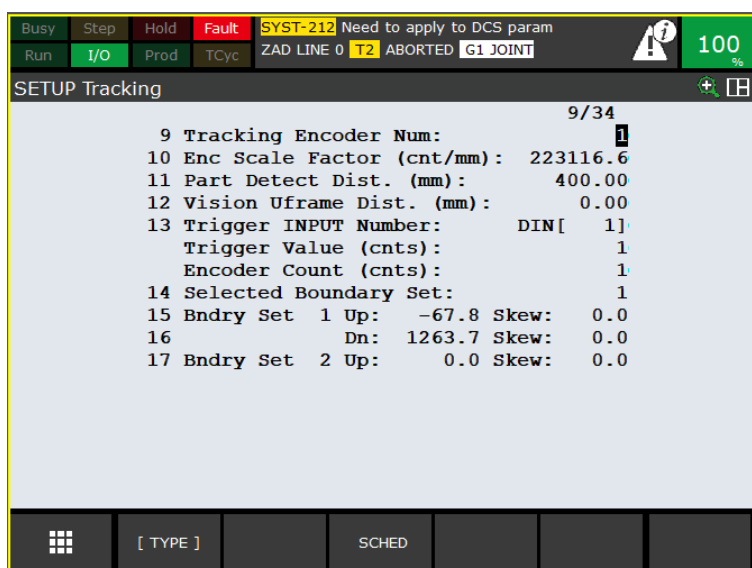 Busy Step Hold Fault SYST-212 Need to apply to DCS param
Run I/O Prod TCyc ZAD LINE 0 T2 ABORTED G1 JOINT 100 %
SETUP Tracking
9/34
9 Tracking Encoder Num: 1
10 Enc Scale Factor (cnt/mm): 223116.6
11 Part Detect Dist. (mm): 400.00
12 Vision Uframe Dist. (mm): 0.00
13 Trigger INPUT Number: DIN[ 1]
Trigger Value (cnts): 1
Encoder Count (cnts): 1
14 Selected Boundary Set: 1
15 Bndry Set 1 Up: -67.8 Skew: 0.0
16 Dn: 1263.7 Skew: 0.0
17 Bndry Set 2 Up: 0.0 Skew: 0.0
[ TYPE ] SCHED